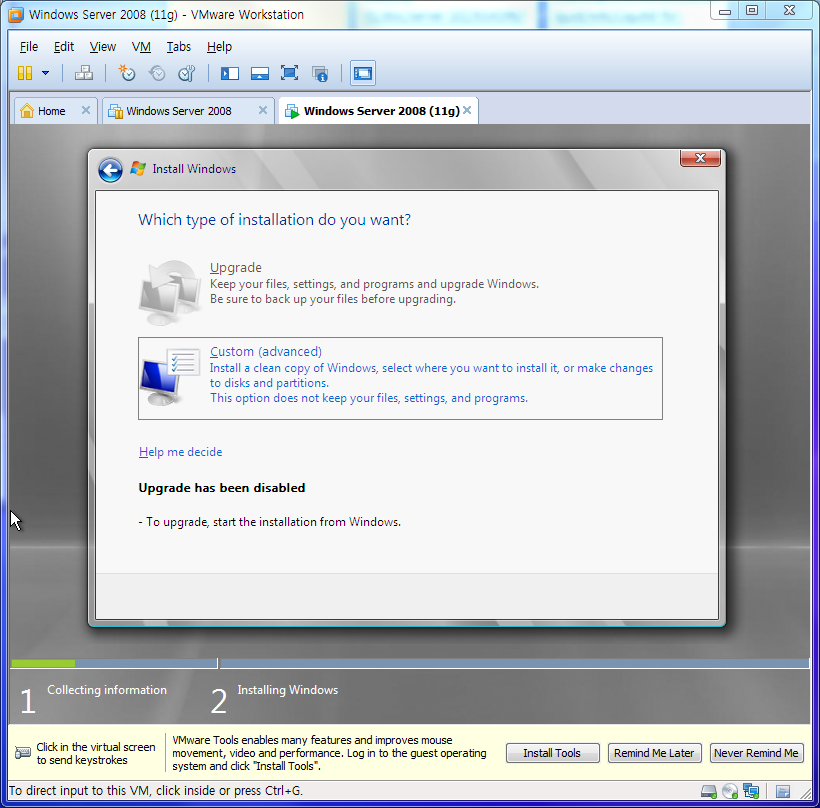 Windows Server 2008 (11g) - VMware Workstation
File Edit View VM Tabs Help
Home Windows Server 2008 Windows Server 2008 (11g)
Install Windows
Which type of installation do you want?
Upgrade
Keep your files, settings, and programs and upgrade Windows.
Be sure to back up your files before upgrading.
Custom (advanced)
Install a clean copy of Windows, select where you want to install it, or make changes
to disks and partitions.
This option does not keep your files, settings, and programs.
Help me decide
Upgrade has been disabled
- To upgrade, start the installation from Windows.
1 Collecting information 2 Installing Windows
Click in the virtual screen
to send keystrokes
VMware Tools enables many features and improves mouse
movement, video and performance. Log in to the guest operating
system and click "Install Tools".
Install Tools Remind Me Later Never Remind Me
To direct input to this VM, click inside or press Ctrl+G.